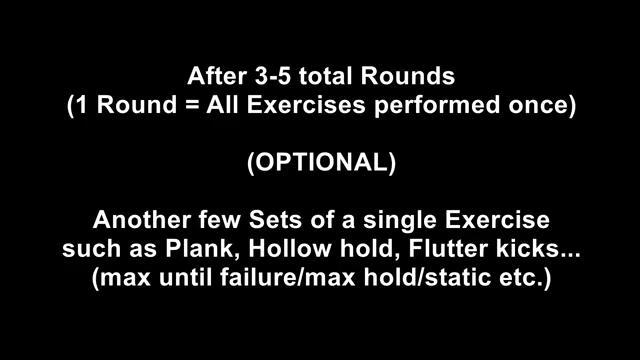 After 3-5 total Rounds
(1 Round = All Exercises performed once)
(OPTIONAL)
Another few Sets of a single Exercise
such as Plank, Hollow hold, Flutter kicks...
(max until failure/max hold/static etc.)